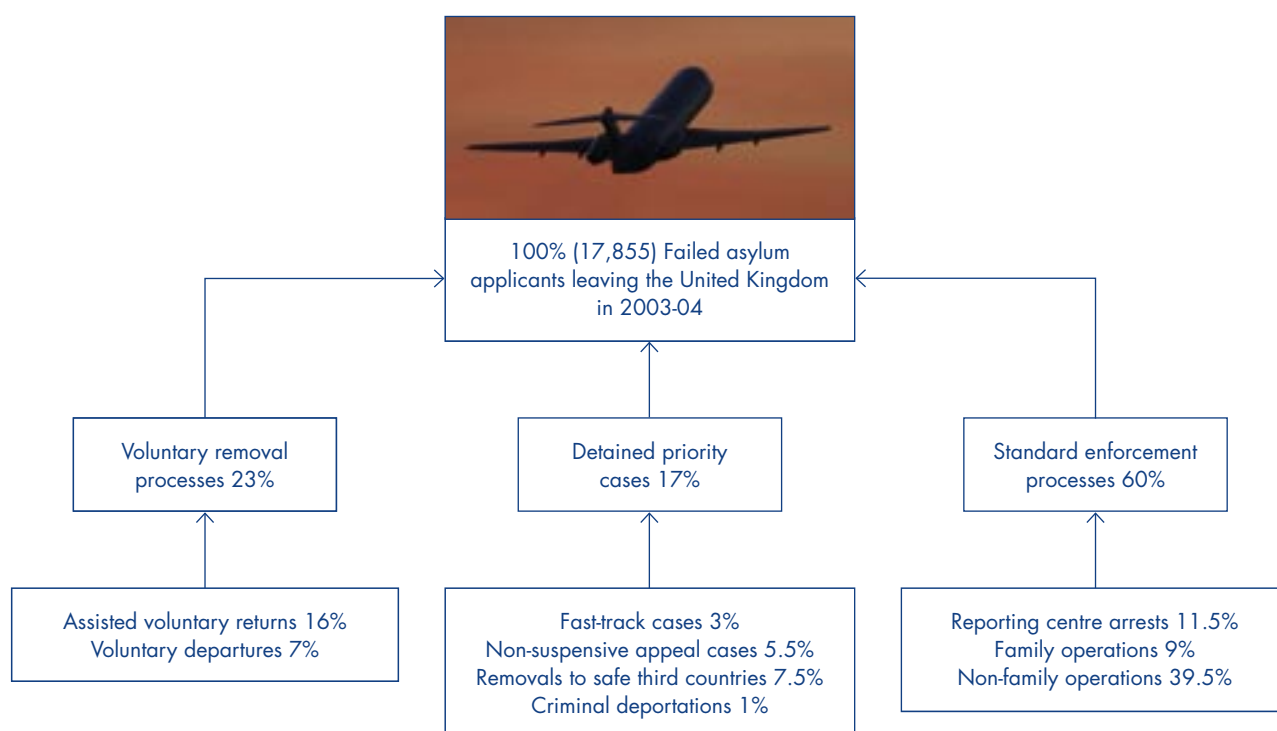 100% (17,855) Failed asylum
applicants leaving the United Kingdom
in 2003-04
Voluntary removal
processes 23%
Detained priority
cases 17%
Standard enforcement
processes 60%
Assisted voluntary returns 16%
Voluntary departures 7%
Fast-track cases 3%
Non-suspensive appeal cases 5.5%
Removals to safe third countries 7.5%
Criminal deportations 1%
Reporting centre arrests 11.5%
Family operations 9%
Non-family operations 39.5%